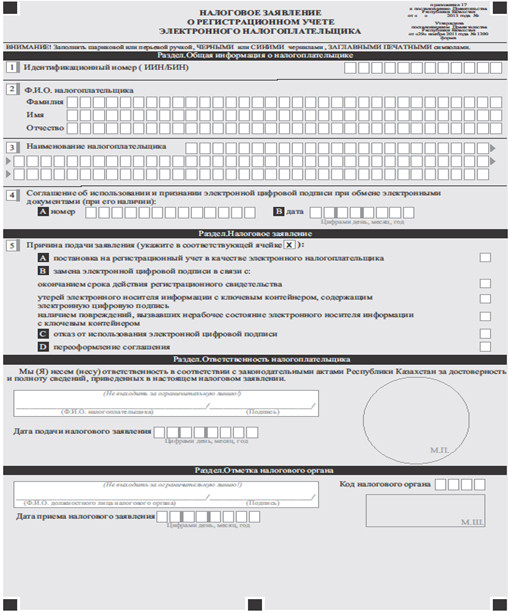 приложение 17
к постановлению Правительства
Республики Казахстан
2013 года №
НАЛОГОВОЕ ЗАЯВЛЕНИЕ
О РЕГИСТРАЦИОННОМ УЧЕТЕ
ЭЛЕКТРОННОГО НАЛОГОПЛАТЕЛЬЩИКА
Утверждена
постановлением Правительства
Республики Казахстан
ноября 2011 года № 1390
форма
ВНИМАНИЕ! Заполнять шариковой или перьевой ручкой, ЧЕРНЫМИ или СИНИМИ чернилами, ЗАГЛАВНЫМИ ПЕЧАТНЫМИ символами.
Раздел.Общая информация о налогоплательщике
1 Идентификационный номер ( ИИН/БИН)
2 Ф.И.О. налогоплательщика
Фамилия
Имя
Отчество
3 Наименование налогоплательщика
4 Соглашение об использовании и признании электронной цифровой подписи при обмене электронными
документами (при его наличии):
A номер B дата
Цифрами день, месяц, год
Раздел.Налоговое заявление
5 Причина подачи заявления (укажите в соответствующей ячейке X ):
A постановка на регистрационный учет в качестве электронного налогоплательщика
B замена электронной цифровой подписи в связи с:
окончанием срока действия регистрационного свидетельства
утерей электронного носителя информации с ключевым контейнером, содержащим
электронную цифровую подпись
наличием повреждений, вызвавших нерабочее состояние электронного носителя информации
с ключевым контейнером
C отказ от использования электронной цифровой подписи
D переоформление соглашения
Раздел.Ответственность налогоплательщика
Мы (Я) несем (несу) ответственность в соответствии с законодательными актами Республики Казахстан за достоверность
и полноту сведений, приведенных в настоящем налоговом заявлении.
(Не выходить за ограничительную линию!)
(Ф.И.О. налогоплательщика) (Подпись)
Дата подачи налогового заявления
Цифрами день, месяц, год
М.П.
Раздел.Отметка налогового органа
(Не выходить за ограничительную линию!)
(Ф.И.О. должностного лица налогового органа) (Подпись)
Код налогового органа
Дата приема налогового заявления
Цифрами день, месяц, год
М.Ш.